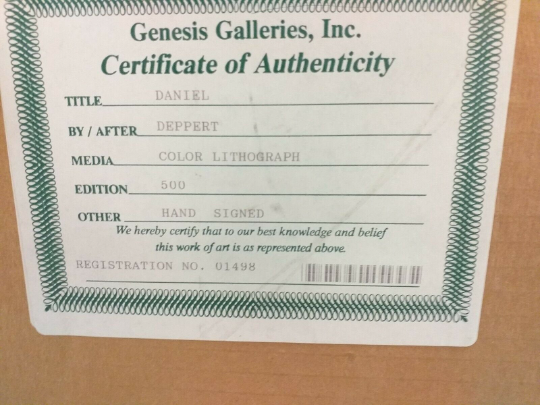 Genesis Galleries, Inc.
Certificate of Authenticity
TITLE DANIEL
BY / AFTER DEPPERT
MEDIA COLOR LITHOGRAPH
EDITION 500
OTHER HAND SIGNED
We hereby certify that to our best knowledge and belief
this work of art is as represented above.
REGISTRATION NO. 01498